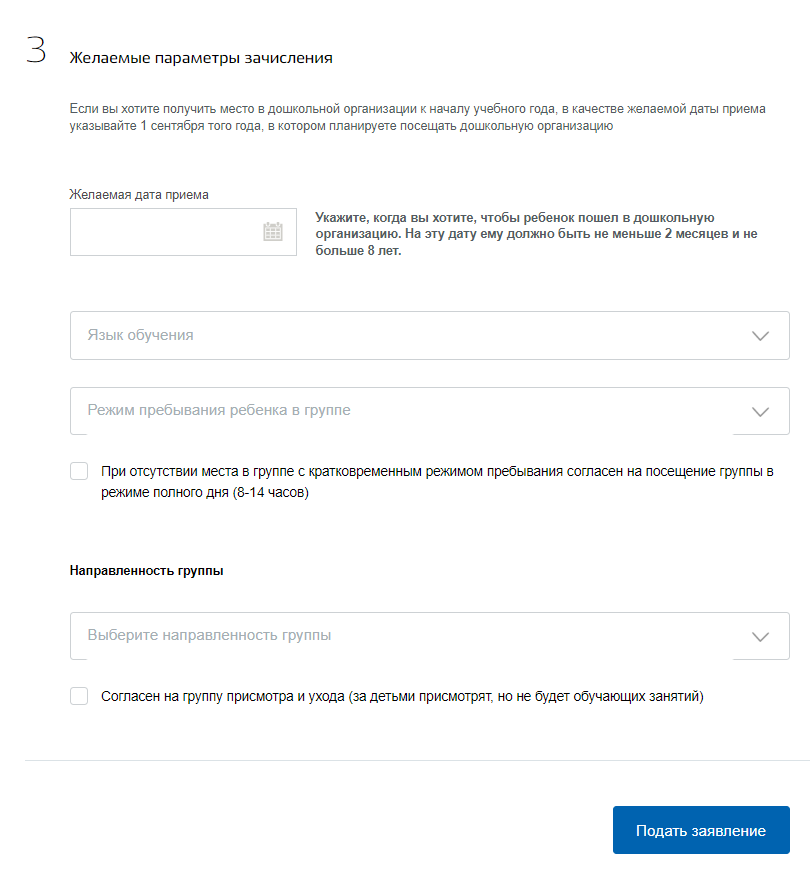 3
Желаемые параметры зачисления
Если вы хотите получить место в дошкольной организации к началу учебного года, в качестве желаемой даты приема
указывайте 1 сентября того года, в котором планируете посещать дошкольную организацию
Желаемая дата приема
Укажите, когда вы хотите, чтобы ребенок пошел в дошкольную
организацию. На эту дату ему должно быть не меньше 2 месяцев и не
больше 8 лет.
Язык обучения
Режим пребывания ребенка в группе
При отсутствии места в группе с кратковременным режимом пребывания согласен на посещение группы в
режиме полного дня (8-14 часов)
Направленность группы
Выберите направленность группы
Согласен на группу присмотра и ухода (за детьми присмотрят, но не будет обучающих занятий)
Подать заявление